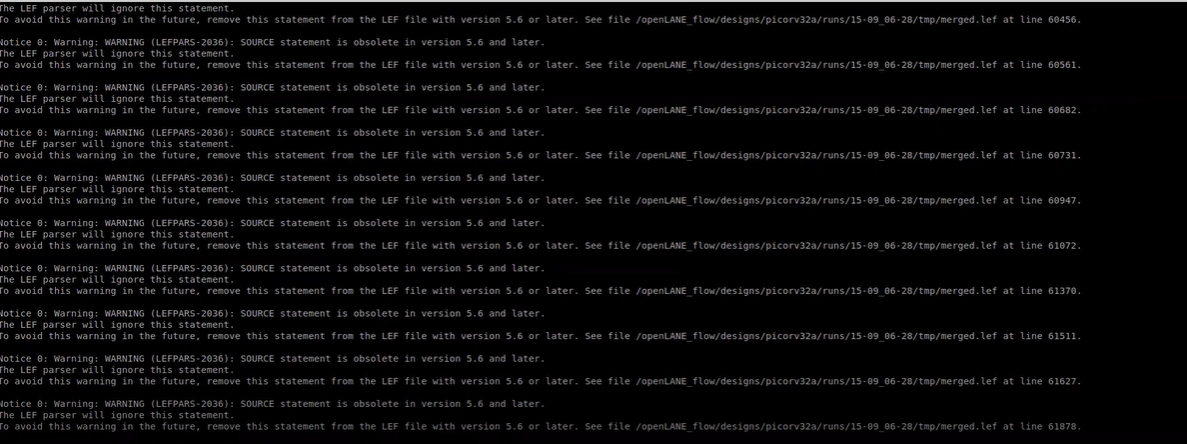 The LEF parser will ignore this statement.
To avoid this warning in the future, remove this statement from the LEF file with version 5.6 or later. See file /openLANE_flow/designs/picorv32a/runs/15-09_06-28/tmp/merged.lef at line 60456.
Notice 0: Warning: WARNING (LEFPARS-2036): SOURCE statement is obsolete in version 5.6 and later.
The LEF parser will ignore this statement.
To avoid this warning in the future, remove this statement from the LEF file with version 5.6 or later. See file /openLANE_flow/designs/picorv32a/runs/15-09_06-28/tmp/merged.lef at line 60561.
Notice 0: Warning: WARNING (LEFPARS-2036): SOURCE statement is obsolete in version 5.6 and later.
The LEF parser will ignore this statement.
To avoid this warning in the future, remove this statement from the LEF file with version 5.6 or later. See file /openLANE_flow/designs/picorv32a/runs/15-09_06-28/tmp/merged.lef at line 60682.
Notice 0: Warning: WARNING (LEFPARS-2036): SOURCE statement is obsolete in version 5.6 and later.
The LEF parser will ignore this statement.
To avoid this warning in the future, remove this statement from the LEF file with version 5.6 or later. See file /openLANE_flow/designs/picorv32a/runs/15-09_06-28/tmp/merged.lef at line 60731.
Notice 0: Warning: WARNING (LEFPARS-2036): SOURCE statement is obsolete in version 5.6 and later.
The LEF parser will ignore this statement.
To avoid this warning in the future, remove this statement from the LEF file with version 5.6 or later. See file /openLANE_flow/designs/picorv32a/runs/15-09_06-28/tmp/merged.lef at line 60947.
Notice 0: Warning: WARNING (LEFPARS-2036): SOURCE statement is obsolete in version 5.6 and later.
The LEF parser will ignore this statement.
To avoid this warning in the future, remove this statement from the LEF file with version 5.6 or later. See file /openLANE_flow/designs/picorv32a/runs/15-09_06-28/tmp/merged.lef at line 61072.
Notice 0: Warning: WARNING (LEFPARS-2036): SOURCE statement is obsolete in version 5.6 and later.
The LEF parser will ignore this statement.
To avoid this warning in the future, remove this statement from the LEF file with version 5.6 or later. See file /openLANE_flow/designs/picorv32a/runs/15-09_06-28/tmp/merged.lef at line 61370.
Notice 0: Warning: WARNING (LEFPARS-2036): SOURCE statement is obsolete in version 5.6 and later.
The LEF parser will ignore this statement.
To avoid this warning in the future, remove this statement from the LEF file with version 5.6 or later. See file /openLANE_flow/designs/picorv32a/runs/15-09_06-28/tmp/merged.lef at line 61511.
Notice 0: Warning: WARNING (LEFPARS-2036): SOURCE statement is obsolete in version 5.6 and later.
The LEF parser will ignore this statement.
To avoid this warning in the future, remove this statement from the LEF file with version 5.6 or later. See file /openLANE_flow/designs/picorv32a/runs/15-09_06-28/tmp/merged.lef at line 61627.
Notice 0: Warning: WARNING (LEFPARS-2036): SOURCE statement is obsolete in version 5.6 and later.
The LEF parser will ignore this statement.
To avoid this warning in the future, remove this statement from the LEF file with version 5.6 or later. See file /openLANE_flow/designs/picorv32a/runs/15-09_06-28/tmp/merged.lef at line 61878.